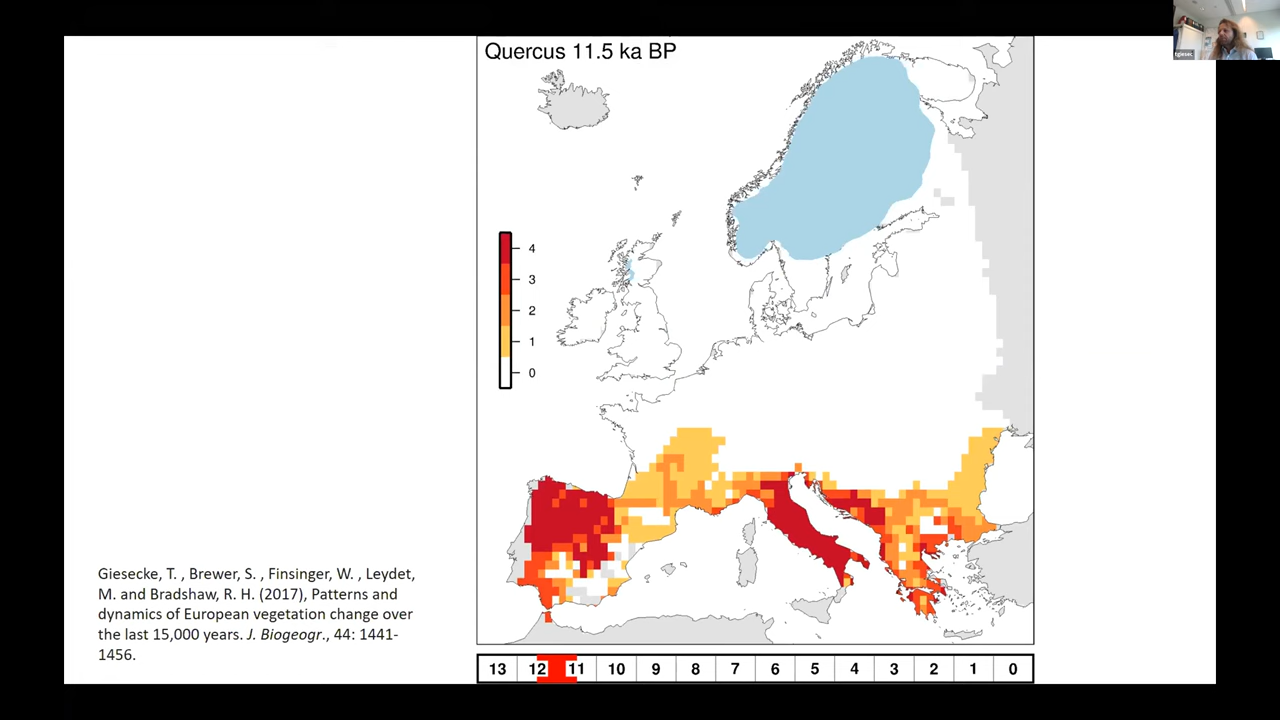 Quercus 11.5 ka BP
4
3
2
1
0
Giesecke, T. , Brewer, S. , Finsinger, W. , Leydet,
M. and Bradshaw, R. H. (2017), Patterns and
dynamics of European vegetation change over
the last 15,000 years. J. Biogeogr., 44: 1441-
1456.
13 12 11 10 9 8 7 6 5 4 3 2 1 0